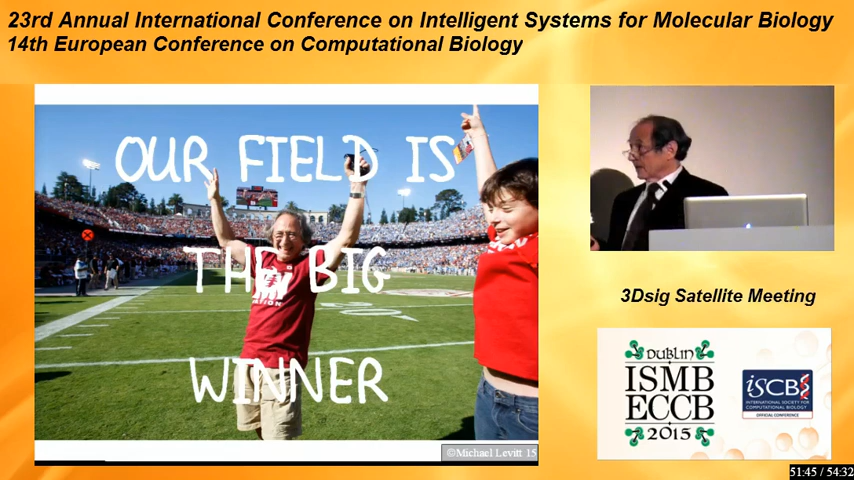 23rd Annual International Conference on Intelligent Systems for Molecular Biology
14th European Conference on Computational Biology
OUR FIELD IS
THE BIG
WINNER
©Michael Levitt 15
3Dsig Satellite Meeting
DUBLIN
ISMB
ECCB
2015
iSCB
INTERNATIONAL SOCIETY FOR
COMPUTATIONAL BIOLOGY
OFFICIAL CONFERENCE
51:45 / 54:32